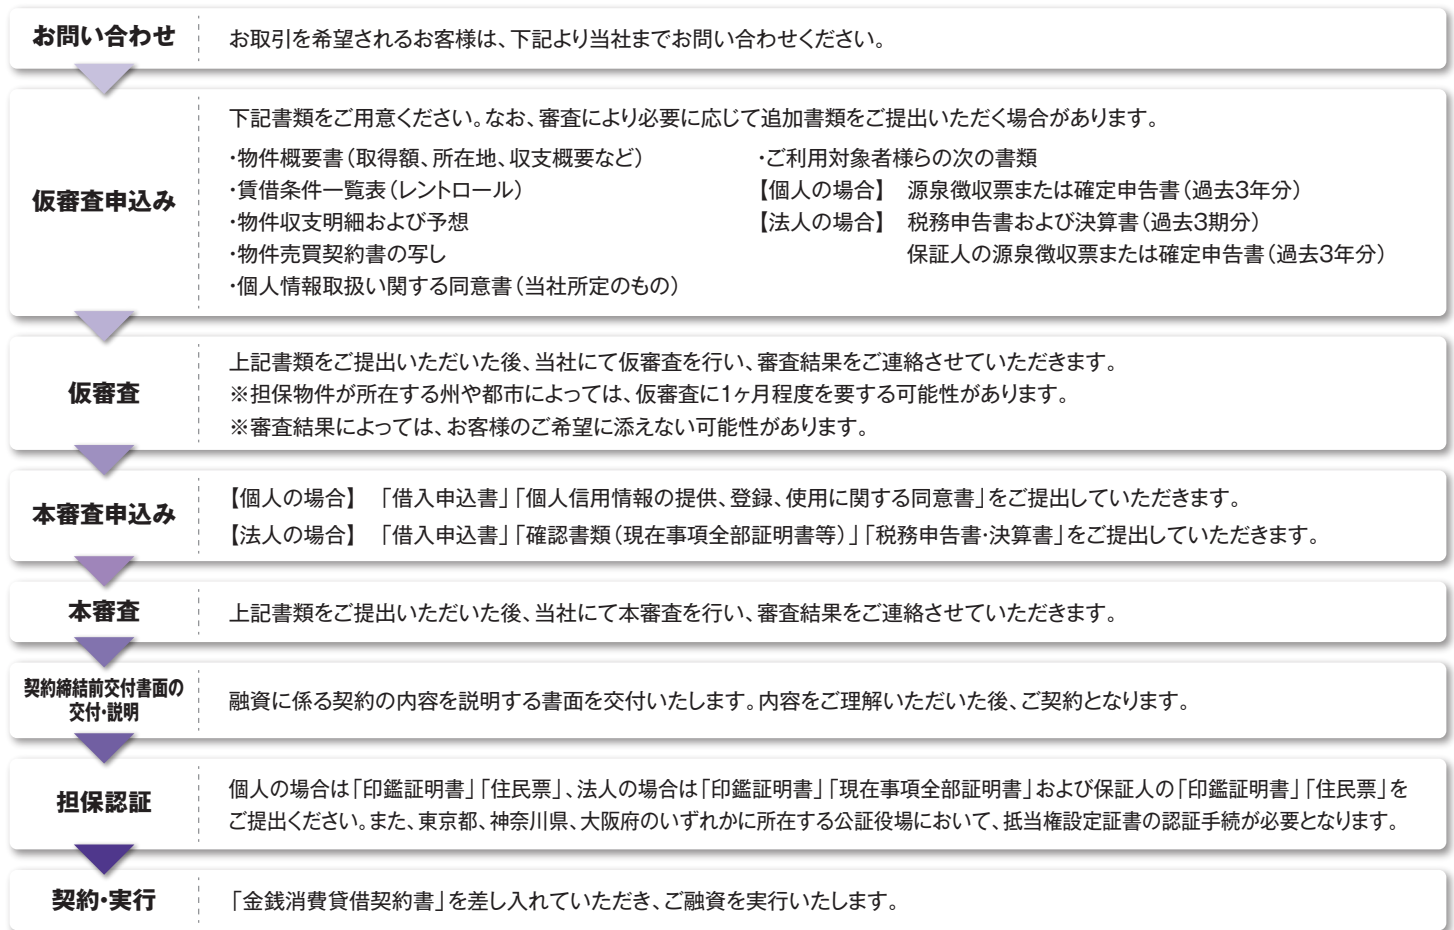 お問い合わせ
お取引を希望されるお客様は、下記より当社までお問い合わせください。
仮審査申込み
下記書類をご用意ください。なお、審査により必要に応じて追加書類をご提出いただく場合があります。
・物件概要書（取得額、所在地、収支概要など）
・賃借条件一覧表（レントロール）
・物件収支明細および予想
・物件売買契約書の写し
・個人情報取扱い関する同意書（当社所定のもの）
・ご利用対象者様らの次の書類
【個人の場合】 源泉徴収票または確定申告書（過去3年分）
【法人の場合】 税務申告書および決算書（過去3期分）
保証人の源泉徴収票または確定申告書（過去3年分）
仮審査
上記書類をご提出いただいた後、当社にて仮審査を行い、審査結果をご連絡させていただきます。
※担保物件が所在する州や都市によっては、仮審査に1ヶ月程度を要する可能性があります。
※審査結果によっては、お客様のご希望に添えない可能性があります。
本審査申込み
【個人の場合】 「借入申込書」「個人信用情報の提供、登録、使用に関する同意書」をご提出していただきます。
【法人の場合】 「借入申込書」「確認書類（現在事項全部証明書等）」「税務申告書・決算書」をご提出していただきます。
本審査
上記書類をご提出いただいた後、当社にて本審査を行い、審査結果をご連絡させていただきます。
契約締結前交付書面の
交付・説明
融資に係る契約の内容を説明する書面を交付いたします。内容をご理解いただいた後、ご契約となります。
担保認証
個人の場合は「印鑑証明書」「住民票」、法人の場合は「印鑑証明書」「現在事項全部証明書」および保証人の「印鑑証明書」「住民票」を
ご提出ください。また、東京都、神奈川県、大阪府のいずれかに所在する公証役場において、抵当権設定証書の認証手続が必要となります。
契約・実行
「金銭消費貸借契約書」を差し入れていただき、ご融資を実行いたします。